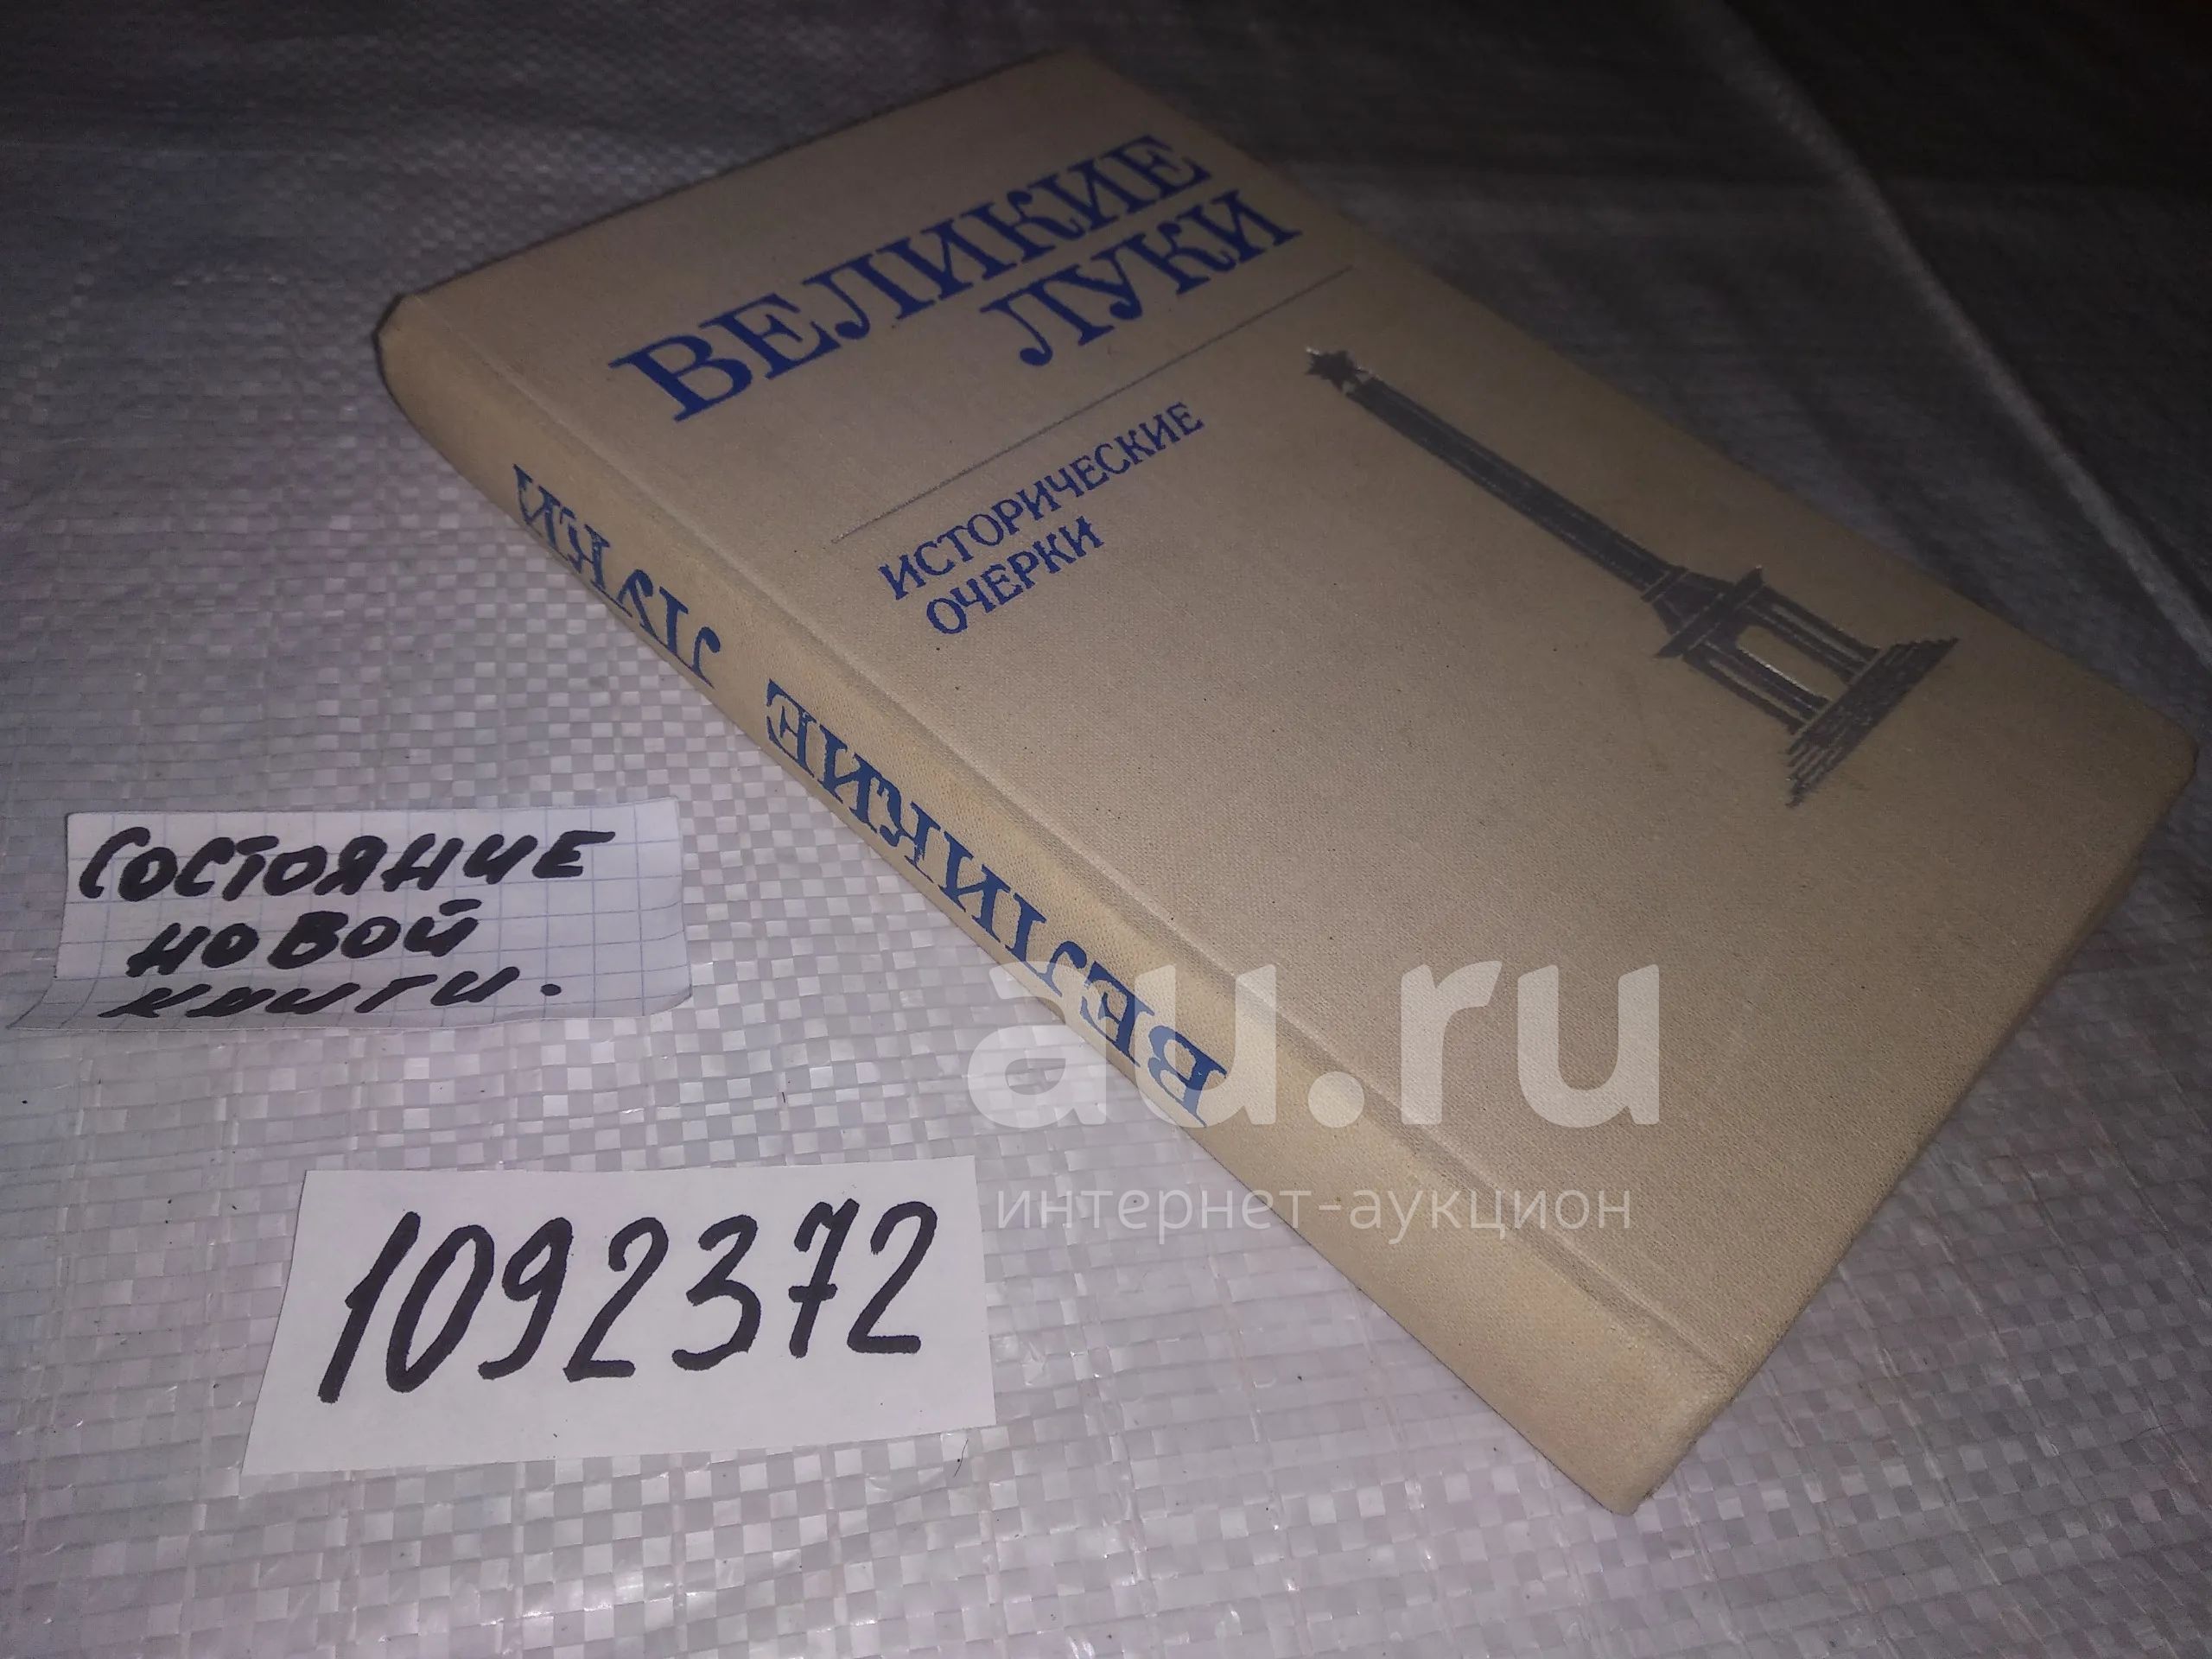 ВЕЛИКИЕ
ЛУКИ
ИСТОРИЧЕСКИЕ
ОЧЕРКИ
ВЕЛИКИЕ ЛУКИ
СОСТОЯНИЕ
НОВОЙ
КНИГИ.
1092372
au.ru
интернет-аукцион